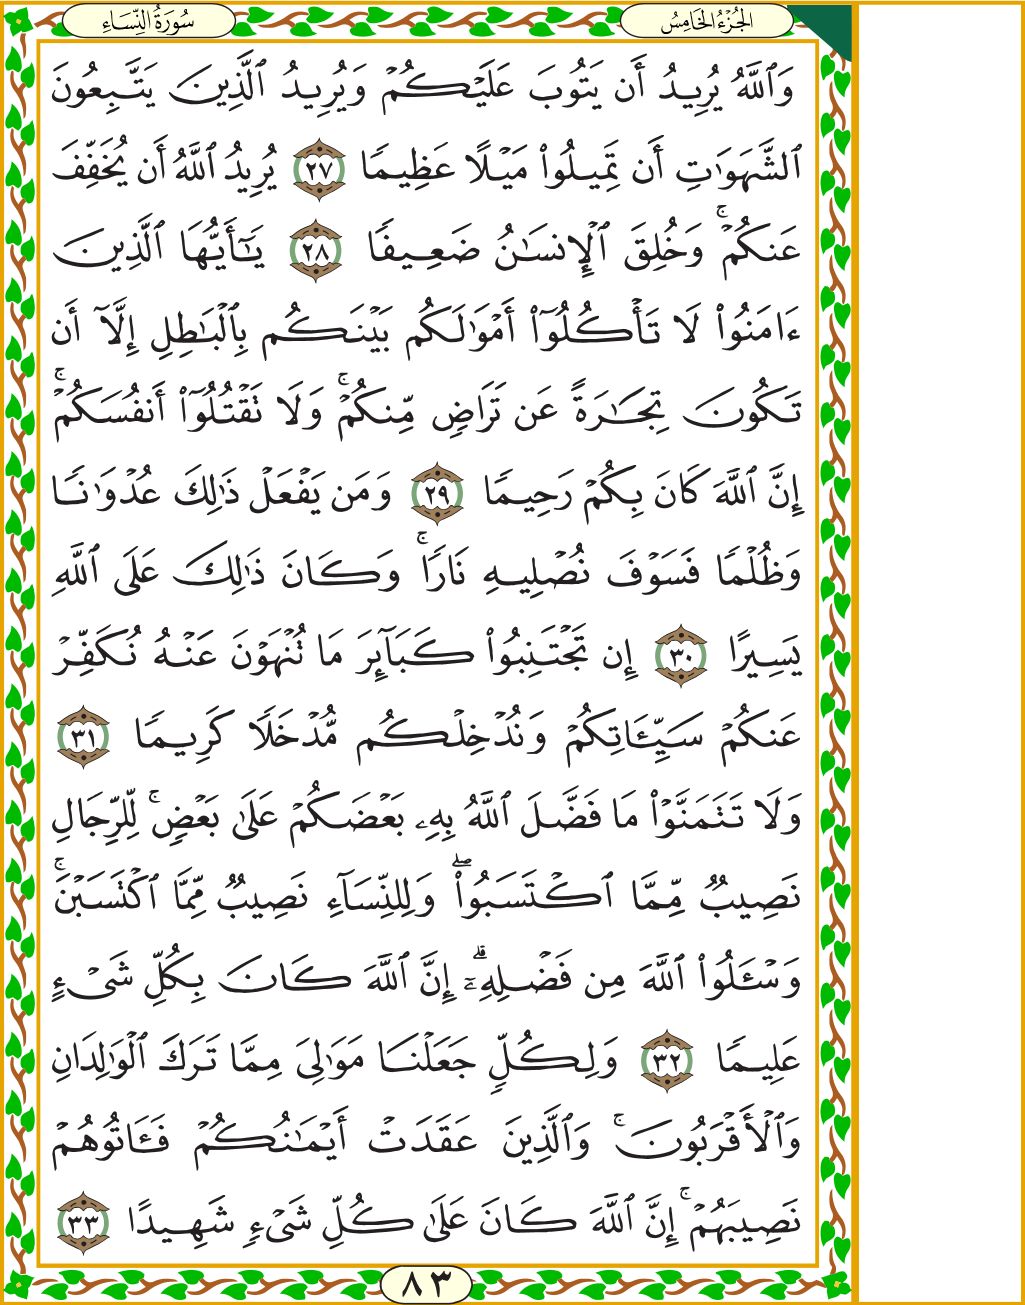 الجُزْءُ الخَامِسُ سُورَةُ النِّسَاءِ
وَٱللَّهُ يُرِيدُ أَن يَتُوبَ عَلَيۡكُمۡ وَيُرِيدُ ٱلَّذِينَ يَتَّبِعُونَ
ٱلشَّهَوَٰتِ أَن تَمِيلُواْ مَيۡلًا عَظِيمٗا ٢٧ يُرِيدُ ٱللَّهُ أَن يُخَفِّفَ
عَنكُمۡۚ وَخُلِقَ ٱلۡإِنسَٰنُ ضَعِيفٗا ٢٨ يَٰٓأَيُّهَا ٱلَّذِينَ
ءَامَنُواْ لَا تَأۡكُلُوٓاْ أَمۡوَٰلَكُم بَيۡنَكُم بِٱلۡبَٰطِلِ إِلَّآ أَن
تَكُونَ تِجَٰرَةً عَن تَرَاضٖ مِّنكُمۡۚ وَلَا تَقۡتُلُوٓاْ أَنفُسَكُمۡۚ
إِنَّ ٱللَّهَ كَانَ بِكُمۡ رَحِيمٗا ٢٩ وَمَن يَفۡعَلۡ ذَٰلِكَ عُدۡوَٰنٗا
وَظُلۡمٗا فَسَوۡفَ نُصۡلِيهِ نَارٗاۚ وَكَانَ ذَٰلِكَ عَلَى ٱللَّهِ
يَسِيرًا ٣٠ إِن تَجۡتَنِبُواْ كَبَآئِرَ مَا تُنۡهَوۡنَ عَنۡهُ نُكَفِّرۡ
عَنكُمۡ سَيِّـَٔاتِكُمۡ وَنُدۡخِلۡكُم مُّدۡخَلٗا كَرِيمٗا ٣١
وَلَا تَتَمَنَّوۡاْ مَا فَضَّلَ ٱللَّهُ بِهِۦ بَعۡضَكُمۡ عَلَىٰ بَعۡضٖۚ لِّلرِّجَالِ
نَصِيبٞ مِّمَّا ٱكۡتَسَبُواْۖ وَلِلنِّسَآءِ نَصِيبٞ مِّمَّا ٱكۡتَسَبۡنَۚ
وَسۡـَٔلُواْ ٱللَّهَ مِن فَضۡلِهِۦٓۗ إِنَّ ٱللَّهَ كَانَ بِكُلِّ شَيۡءٍ
عَلِيمٗا ٣٢ وَلِكُلّٖ جَعَلۡنَا مَوَٰلِيَ مِمَّا تَرَكَ ٱلۡوَٰلِدَانِ
وَٱلۡأَقۡرَبُونَۚ وَٱلَّذِينَ عَقَدَتۡ أَيۡمَٰنُكُمۡ فَـَٔاتُوهُمۡ
نَصِيبَهُمۡۚ إِنَّ ٱللَّهَ كَانَ عَلَىٰ كُلِّ شَيۡءٖ شَهِيدًا ٣٣
٨٣